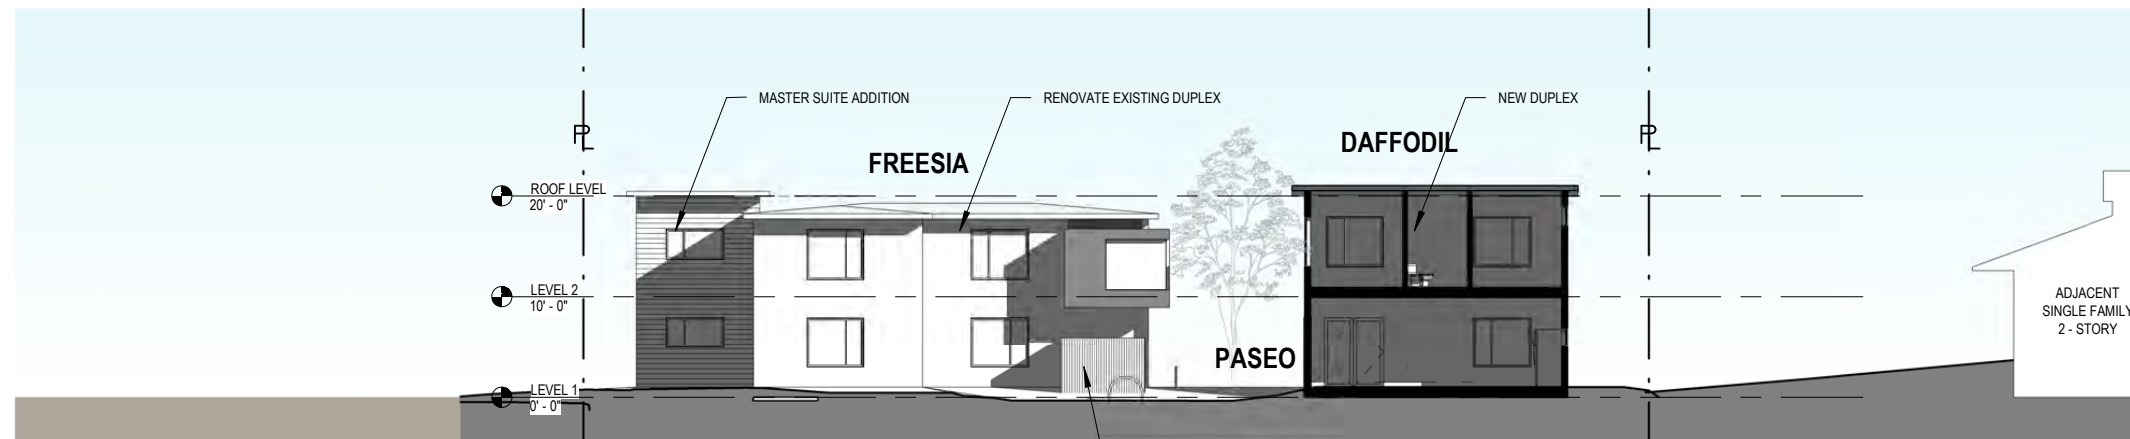 MASTER SUITE ADDITION
RENOVATE EXISTING DUPLEX
NEW DUPLEX
PL
PL
FREESIA
DAFFODIL
ROOF LEVEL
20' - 0"
LEVEL 2
10' - 0"
PASEO
LEVEL 1
0' - 0"
ADJACENT
SINGLE FAMILY
2 - STORY